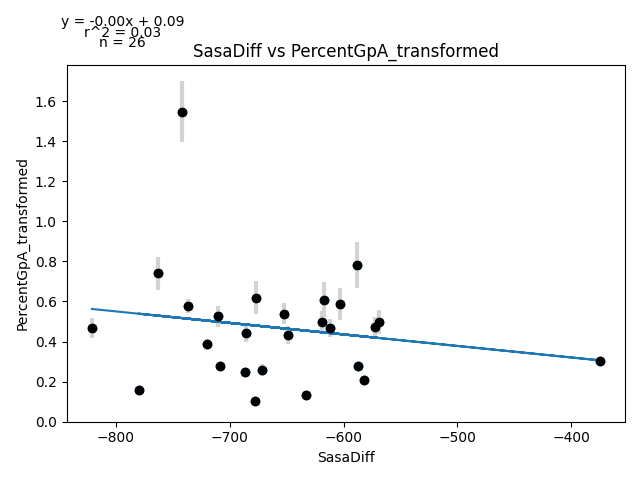 y = -0.00x + 0.09
r^2 = 0.03
n = 26
SasaDiff vs PercentGpA_transformed
PercentGpA_transformed
1.6
1.4
1.2
1.0
0.8
0.6
0.4
0.2
0.0
−800
−700
−600
−500
−400
SasaDiff